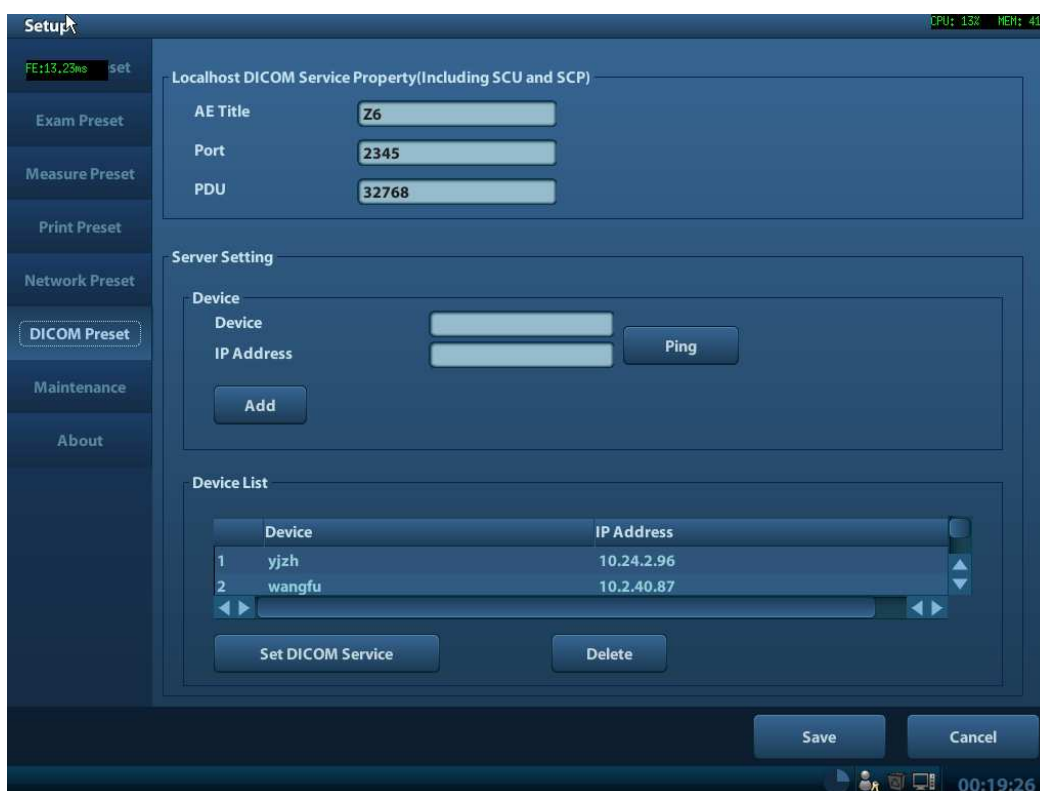 Setup
CPU: 13% MEM: 41
FE:13,23ms set
Exam Preset
Measure Preset
Print Preset
Network Preset
DICOM Preset
Maintenance
About
Localhost DICOM Service Property(Including SCU and SCP)
AE Title Z6
Port 2345
PDU 32768
Server Setting
Device
Device
IP Address
Ping
Add
Device List
Device IP Address
1 yjzh 10.24.2.96
2 wangfu 10.2.40.87
Set DICOM Service Delete
Save Cancel
00:19:26